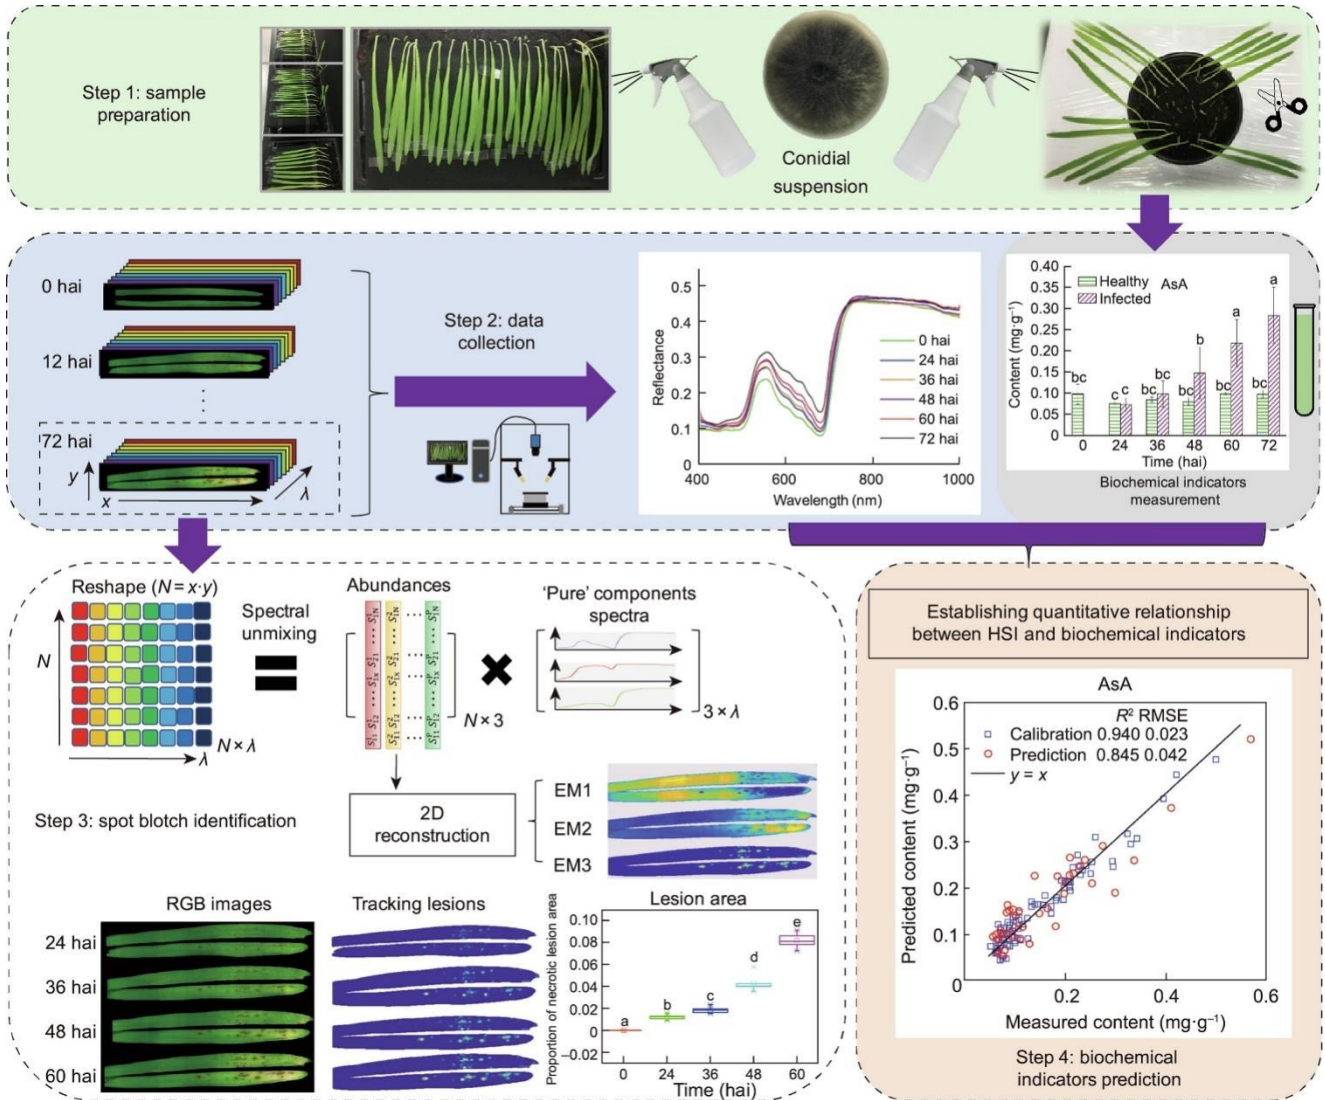 Step 1: sample
preparation
Conidial
suspension
0 hai
12 hai
72 hai
y
x
λ
Step 2: data
collection
Reflectance
0.5
0.4
0.3
0.2
0.1
0
400
600
800
1000
Wavelength (nm)
0 hai
24 hai
36 hai
48 hai
60 hai
72 hai
Content (mg·g⁻¹)
0.40
0.35
0.30
0.25
0.20
0.10
0.05
0
Healthy AsA
Infected
bc
c c
bc bc
bc b
bc a
bc a
0 24 36 48 60 72
Time (hai)
Biochemical indicators
measurement
Reshape (N = x·y)
N
λ
N × λ
Spectral
unmixing
Abundances
N × 3
'Pure' components
spectra
3 × λ
2D
reconstruction
EM1
EM2
EM3
Step 3: spot blotch identification
RGB images
24 hai
36 hai
48 hai
60 hai
Tracking lesions
Lesion area
Proportion of necrotic lesion area
0.10
0.08
0.06
0.04
0.02
0
–0.02
a
b
c
d
e
0 24 36 48 60
Time (hai)
Establishing quantitative relationship
between HSI and biochemical indicators
AsA
R² RMSE
Calibration 0.940 0.023
Prediction 0.845 0.042
y = x
Predicted content (mg·g⁻¹)
0.6
0.5
0.4
0.3
0.2
0.1
0
0.2
0.4
0.6
Measured content (mg·g⁻¹)
Step 4: biochemical
indicators prediction